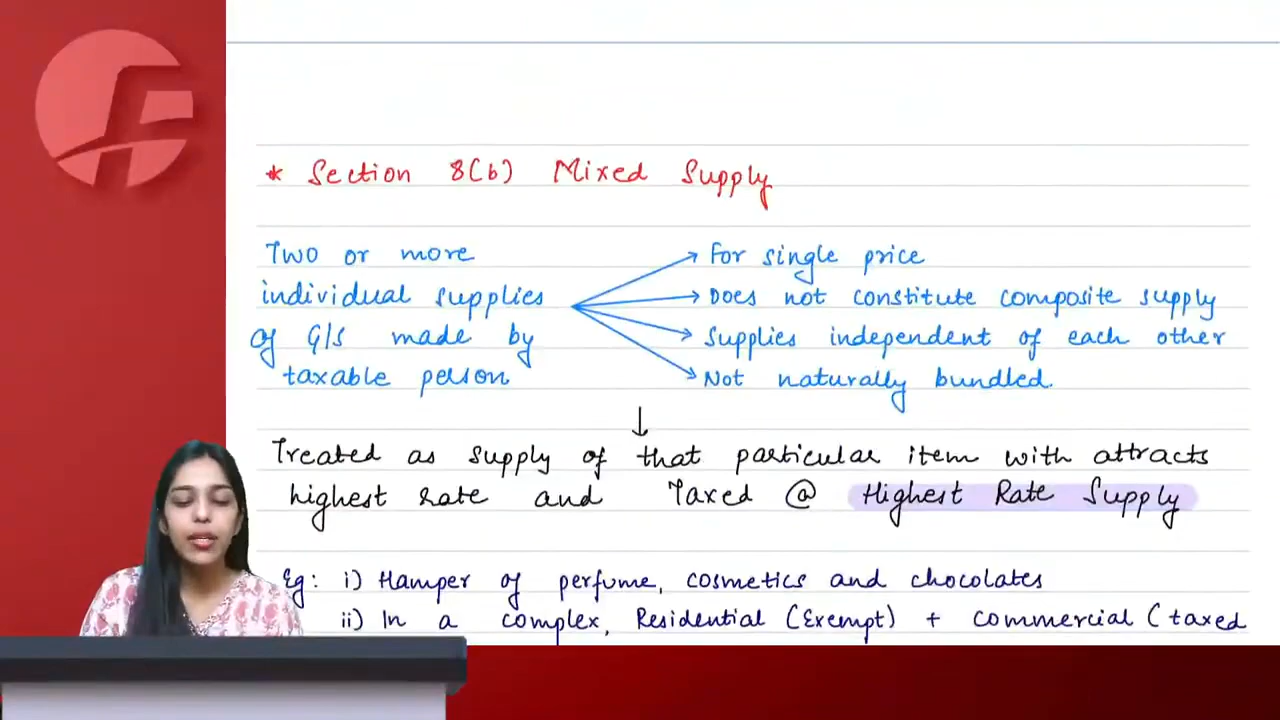 * Section 8(b) Mixed Supply
Two or more
individual supplies
of G/S made by
taxable person
For single price
Does not constitute composite supply
Supplies independent of each other
Not naturally bundled.
↓
Treated as supply of that particular item with attracts
highest rate and Taxed @ Highest Rate Supply
Eg: i) Hamper of perfume, cosmetics and chocolates
ii) In a complex, Residential (Exempt) + commercial (taxed